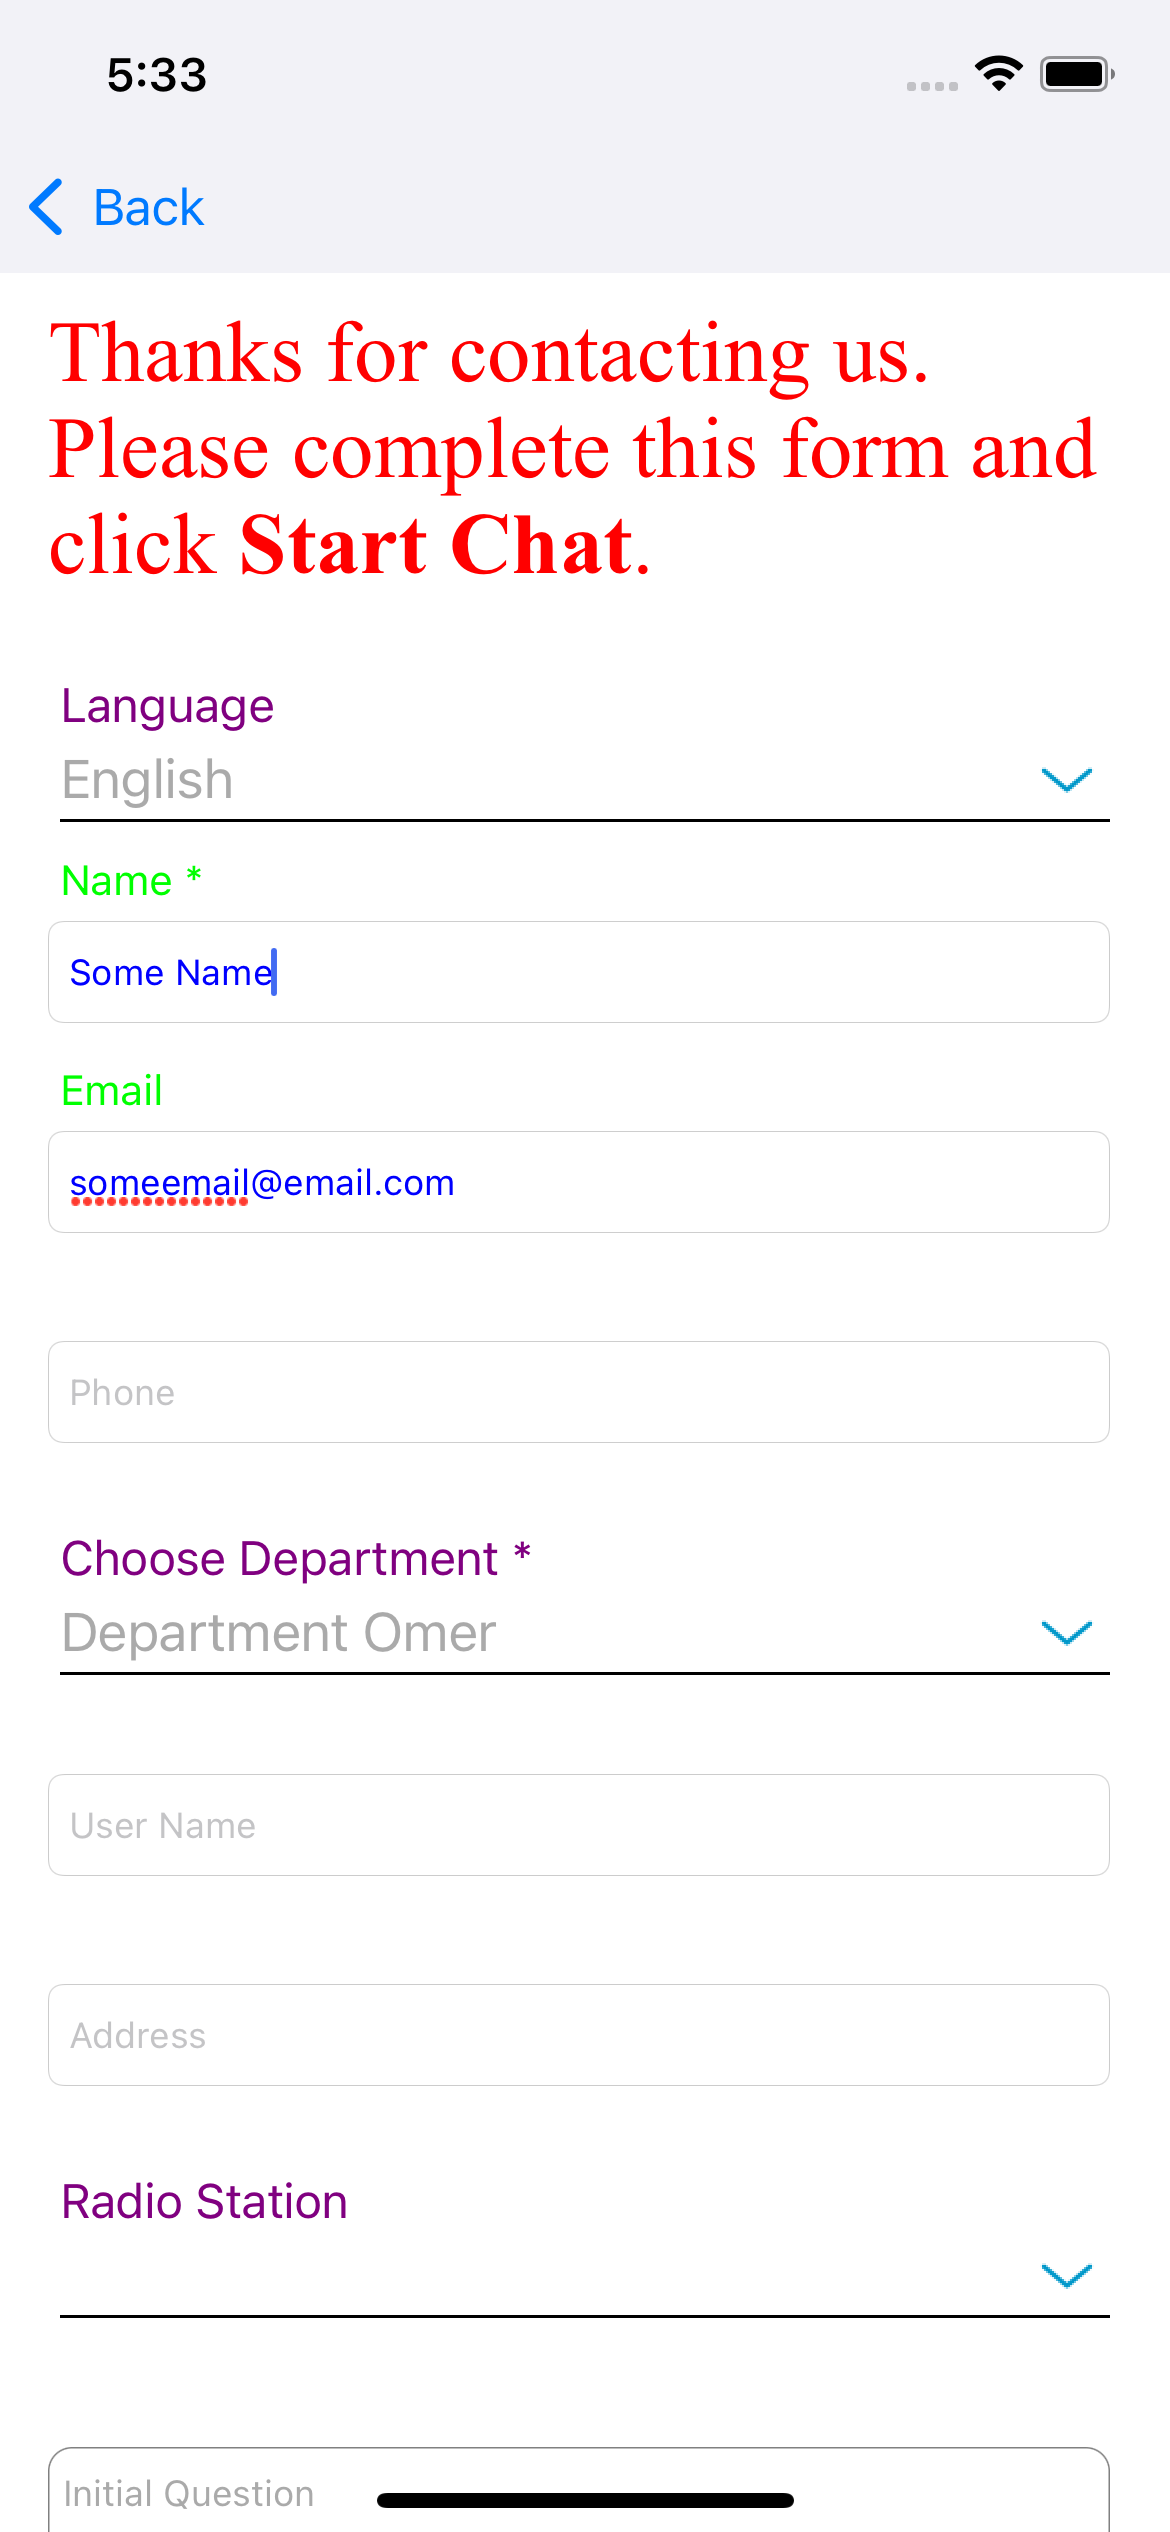 5:33
Back
Thanks for contacting us.
Please complete this form and
click Start Chat.
Language
English
Name *
Some Name
Email
someemail@email.com
Phone
Choose Department *
Department Omer
User Name
Address
Radio Station
Initial Question